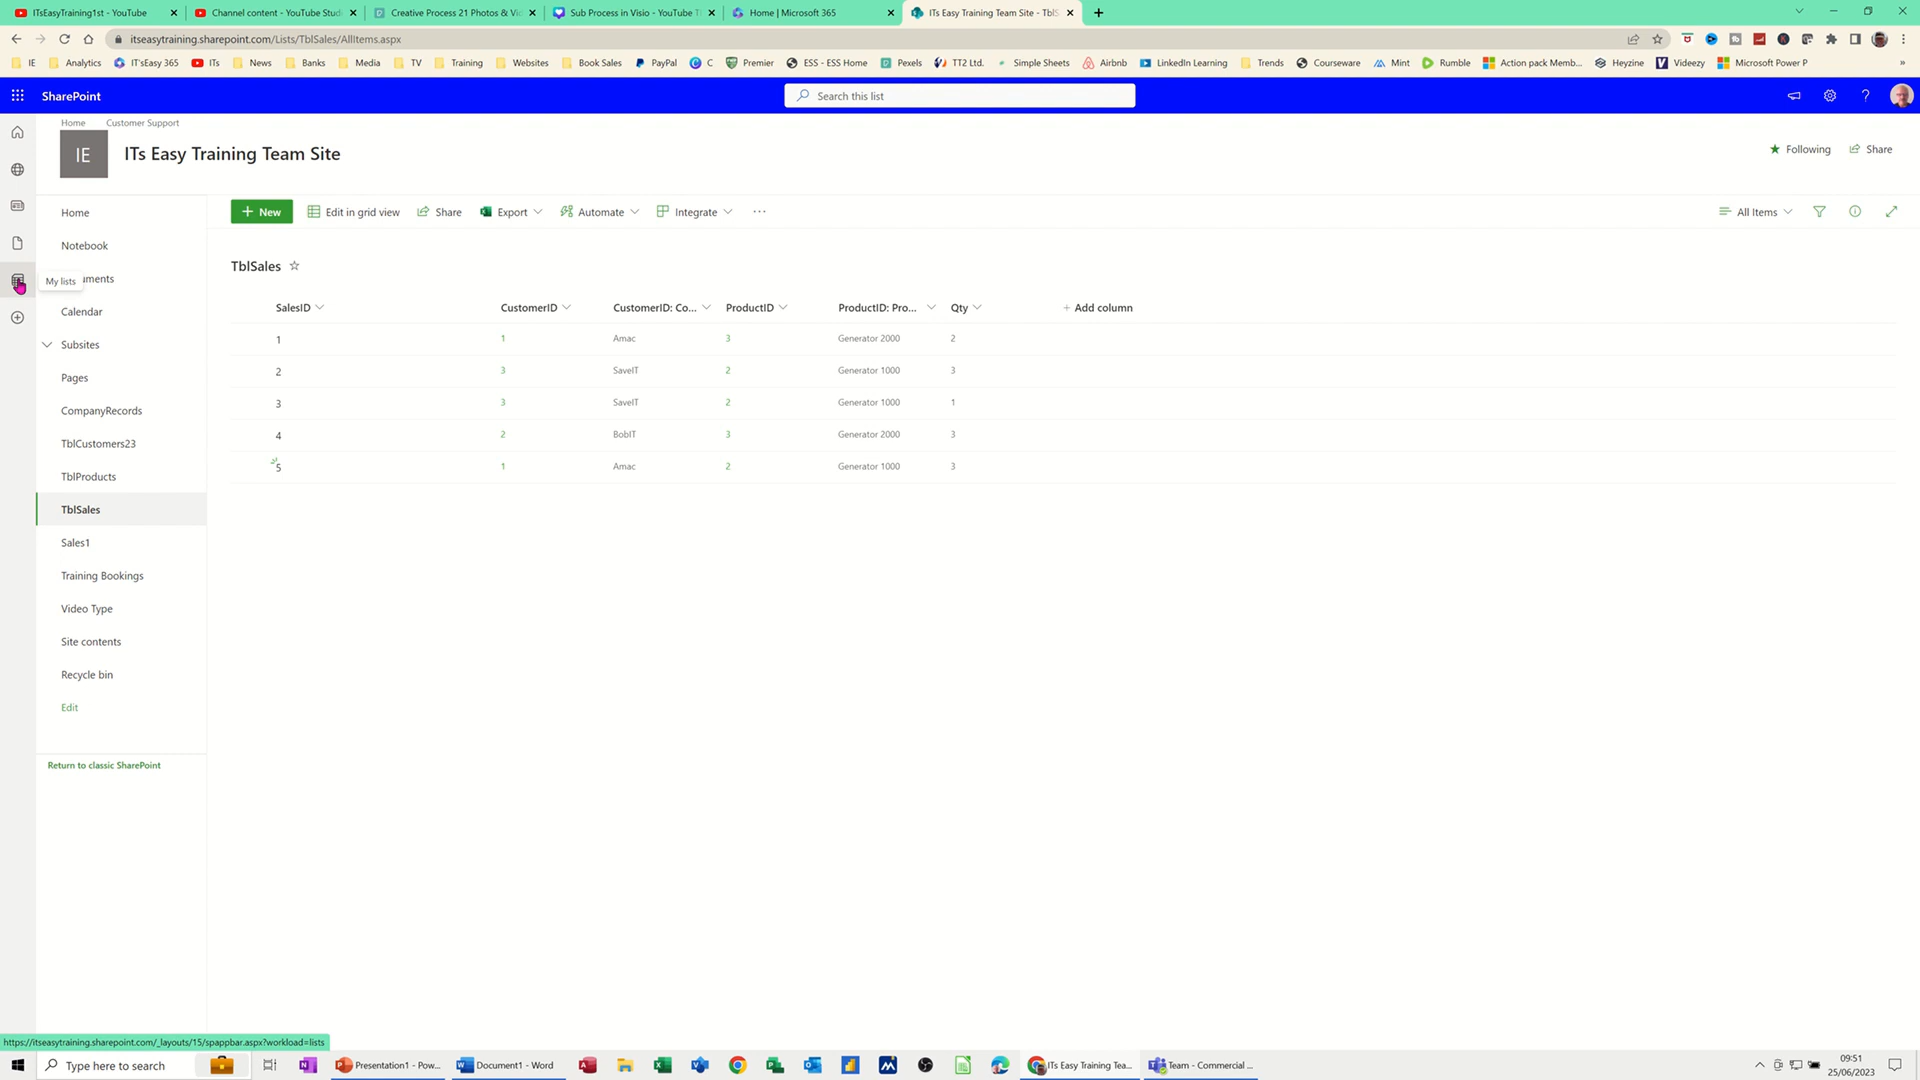 ITsEasyTraining1st - YouTube
Channel content - YouTube Stud
Creative Process 21 Photos & Vi
Sub Process in Visio - YouTube T
Home | Microsoft 365
ITs Easy Training Team Site - TblS
itseasytraining.sharepoint.com/Lists/TblSales/AllItems.aspx
IE Analytics IT'sEasy 365 ITs News Banks Media TV Training Websites Book Sales PayPal C Premier ESS - ESS Home Pexels TT2 Ltd. Simple Sheets Airbnb LinkedIn Learning Trends Courseware Mint Rumble Action pack Memb... Heyzine Videezy Microsoft Power P »
SharePoint
Search this list
Home Customer Support
IE
ITs Easy Training Team Site
Following Share
Home
Notebook
uments
My lists
Calendar
Subsites
Pages
CompanyRecords
TblCustomers23
TblProducts
TblSales
Sales1
Training Bookings
Video Type
Site contents
Recycle bin
Edit
Return to classic SharePoint
New Edit in grid view Share Export Automate Integrate ···
All Items
TblSales
SalesID CustomerID CustomerID: Co... ProductID ProductID: Pro... Qty + Add column
1 1 Amac 3 Generator 2000 2
2 3 SaveIT 2 Generator 1000 3
3 3 SaveIT 2 Generator 1000 1
4 2 BobIT 3 Generator 2000 3
5 1 Amac 2 Generator 1000 3
https://itseasytraining.sharepoint.com/_layouts/15/spappbar.aspx?workload=lists
Type here to search
Presentation1 - Pow...
Document1 - Word
ITs Easy Training Tea...
Team - Commercial ...
09:51
25/06/2023